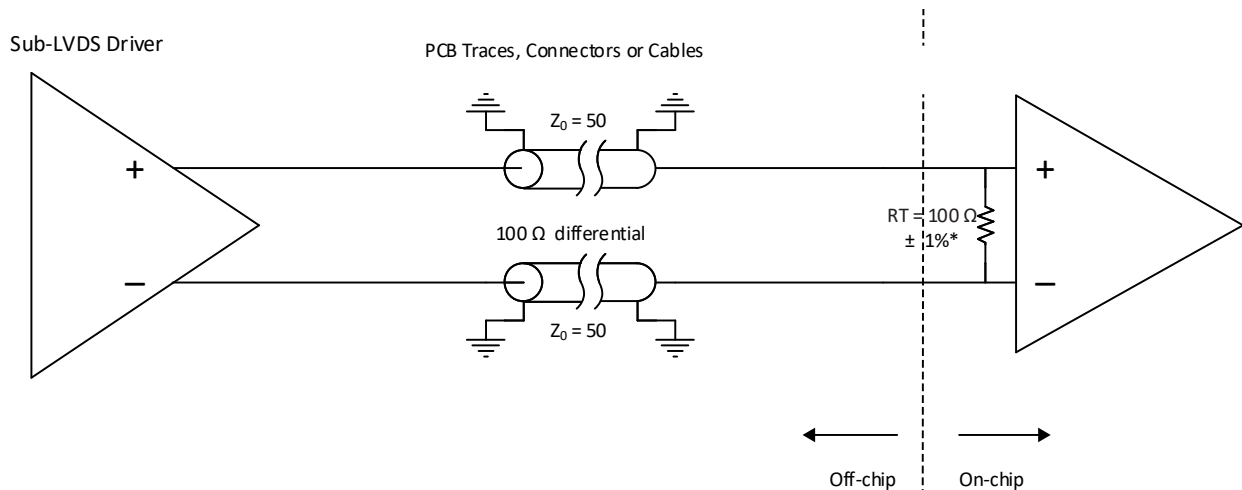 Sub-LVDS Driver
PCB Traces, Connectors or Cables
Z0 = 50
+
+
RT = 100 Ω
± 1%*
100 Ω differential
−
−
Z0 = 50
Off-chip
On-chip